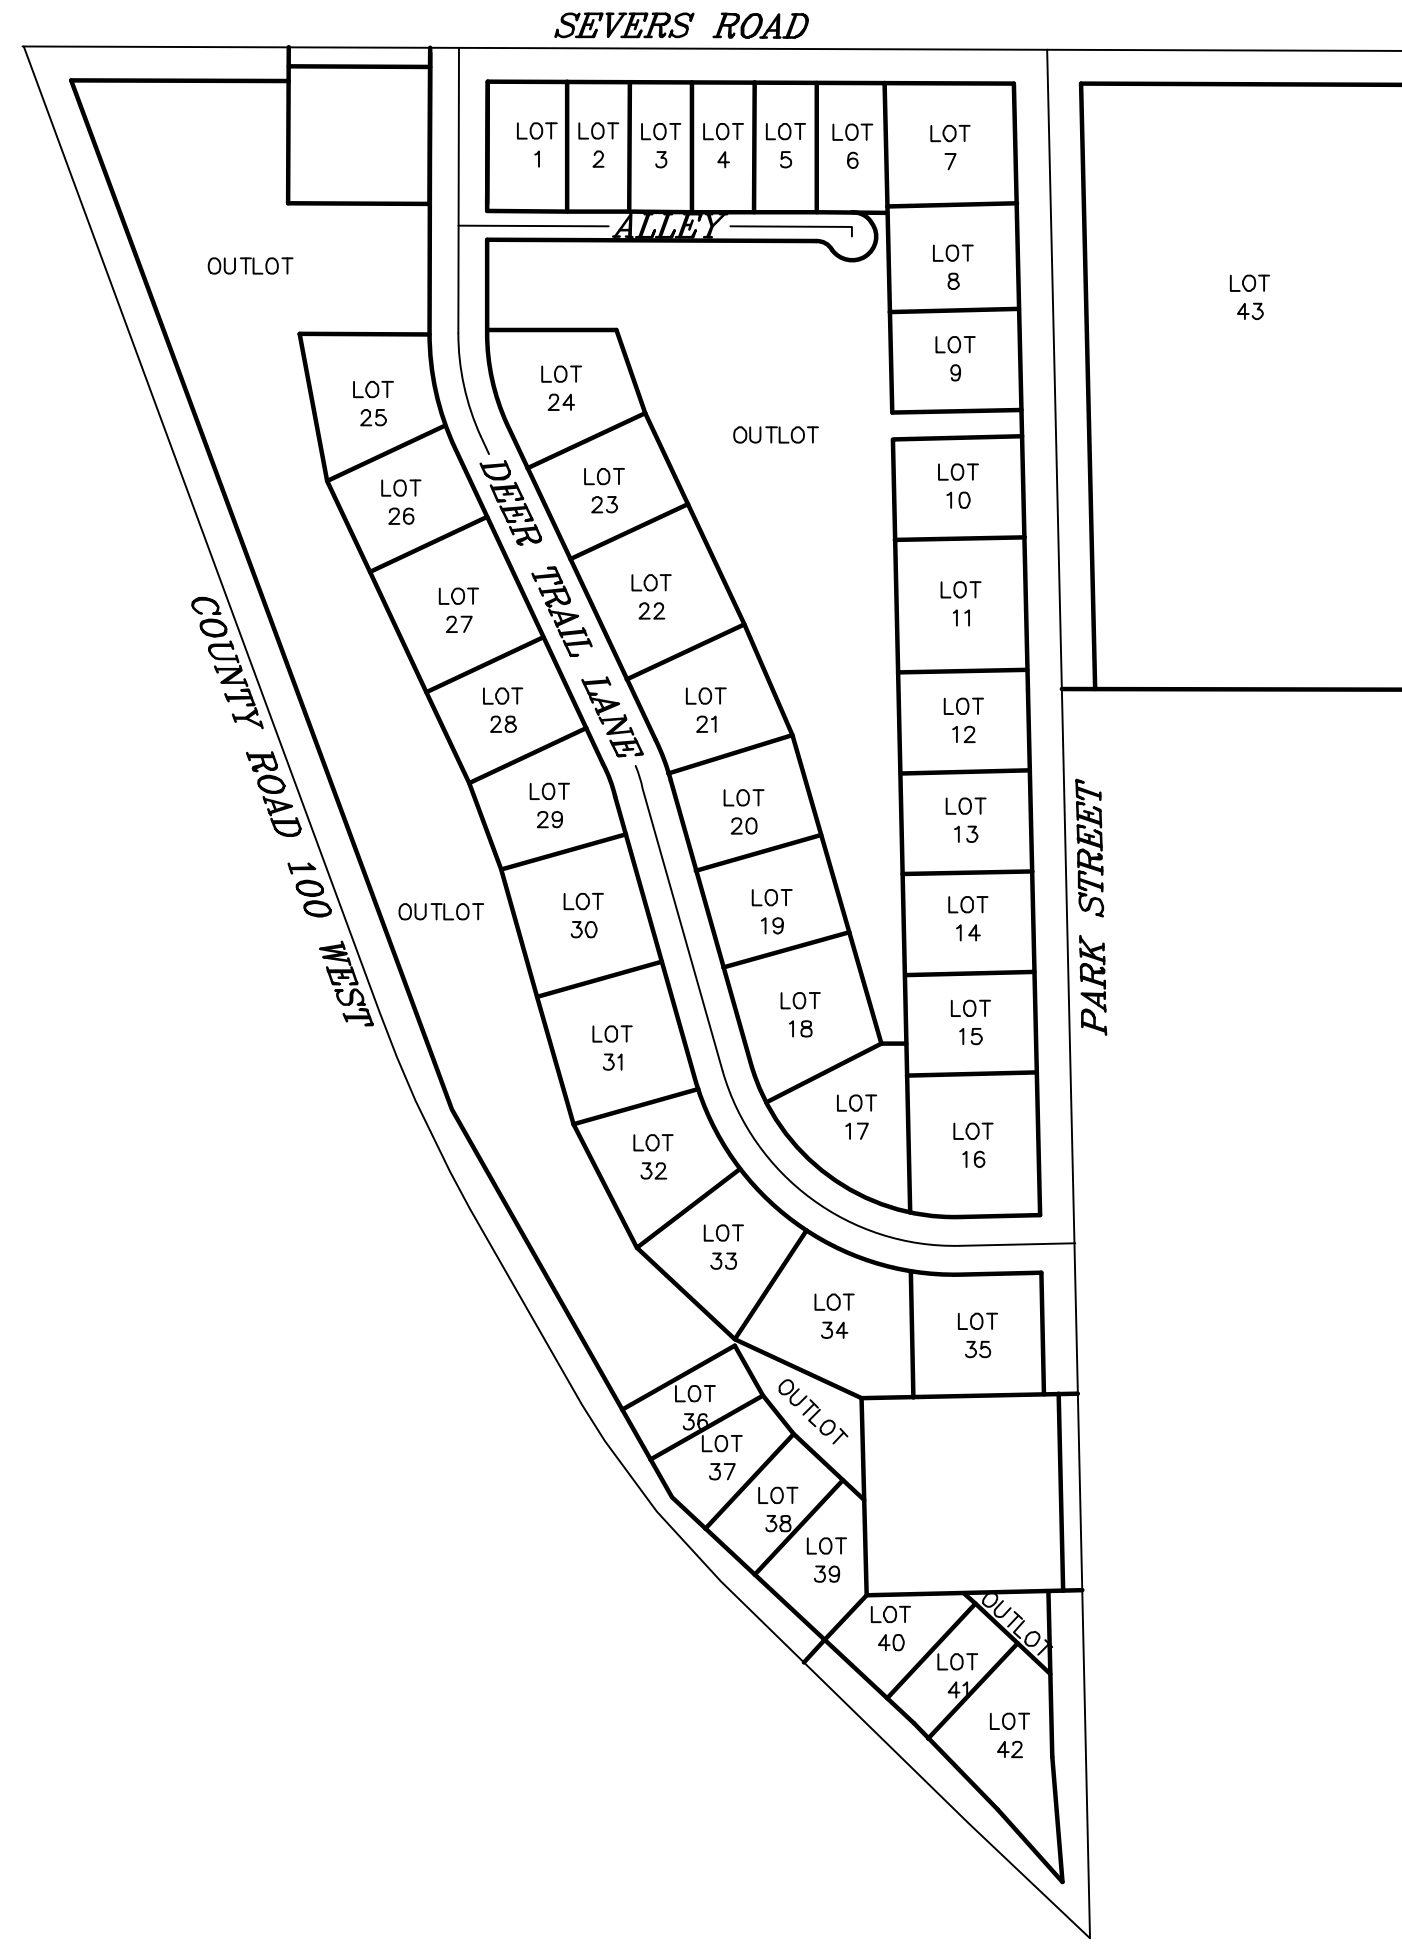 SEVERS ROAD
LOT
1
LOT
2
LOT
3
LOT
4
LOT
5
LOT
6
LOT
7
ALLEY
LOT
8
OUTLOT
LOT
43
LOT
9
LOT
24
LOT
25
OUTLOT
LOT
10
LOT
23
LOT
26
DEER TRAIL LANE
LOT
11
LOT
22
LOT
27
COUNTY ROAD 100 WEST
LOT
12
LOT
21
LOT
28
LOT
13
LOT
20
LOT
29
PARK STREET
LOT
14
LOT
19
LOT
30
OUTLOT
LOT
15
LOT
18
LOT
31
LOT
17
LOT
16
LOT
32
LOT
33
LOT
34
LOT
35
LOT
36
OUTLOT
LOT
37
LOT
38
LOT
39
LOT
40
OUTLOT
LOT
41
LOT
42